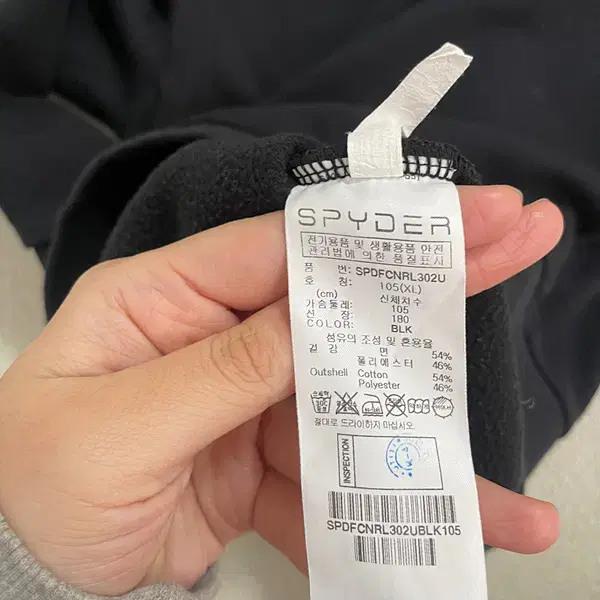 SPYDER
전기용품 및 생활용품 안전
관리법에 의한 품질표시
품 번: SPDFCNRL302U
호 칭: 105(XL)
(cm) 신체치수
가슴둘레: 105
신 장: 180
COLOR: BLK
섬유의 조성 및 혼용율
겉 감 면 54%
폴리에스터 46%
Outshell Cotton 54%
Polyester 46%
절대로 드라이하지 마십시오.
INSPECTION
SPDFCNRL302UBLK105